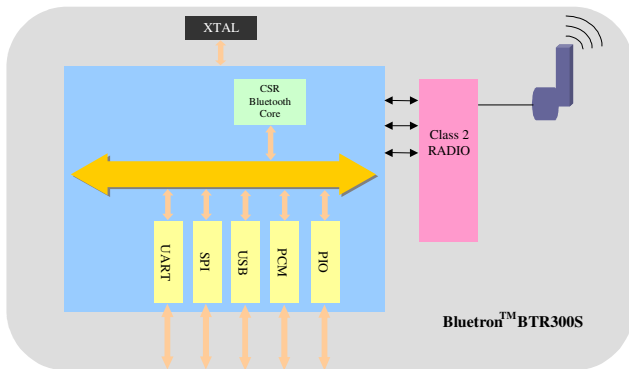 XTAL
CSR
Bluetooth
Core
Class 2
RADIO
UART
SPI
USB
PCM
PIO
Bluetron™BTR300S